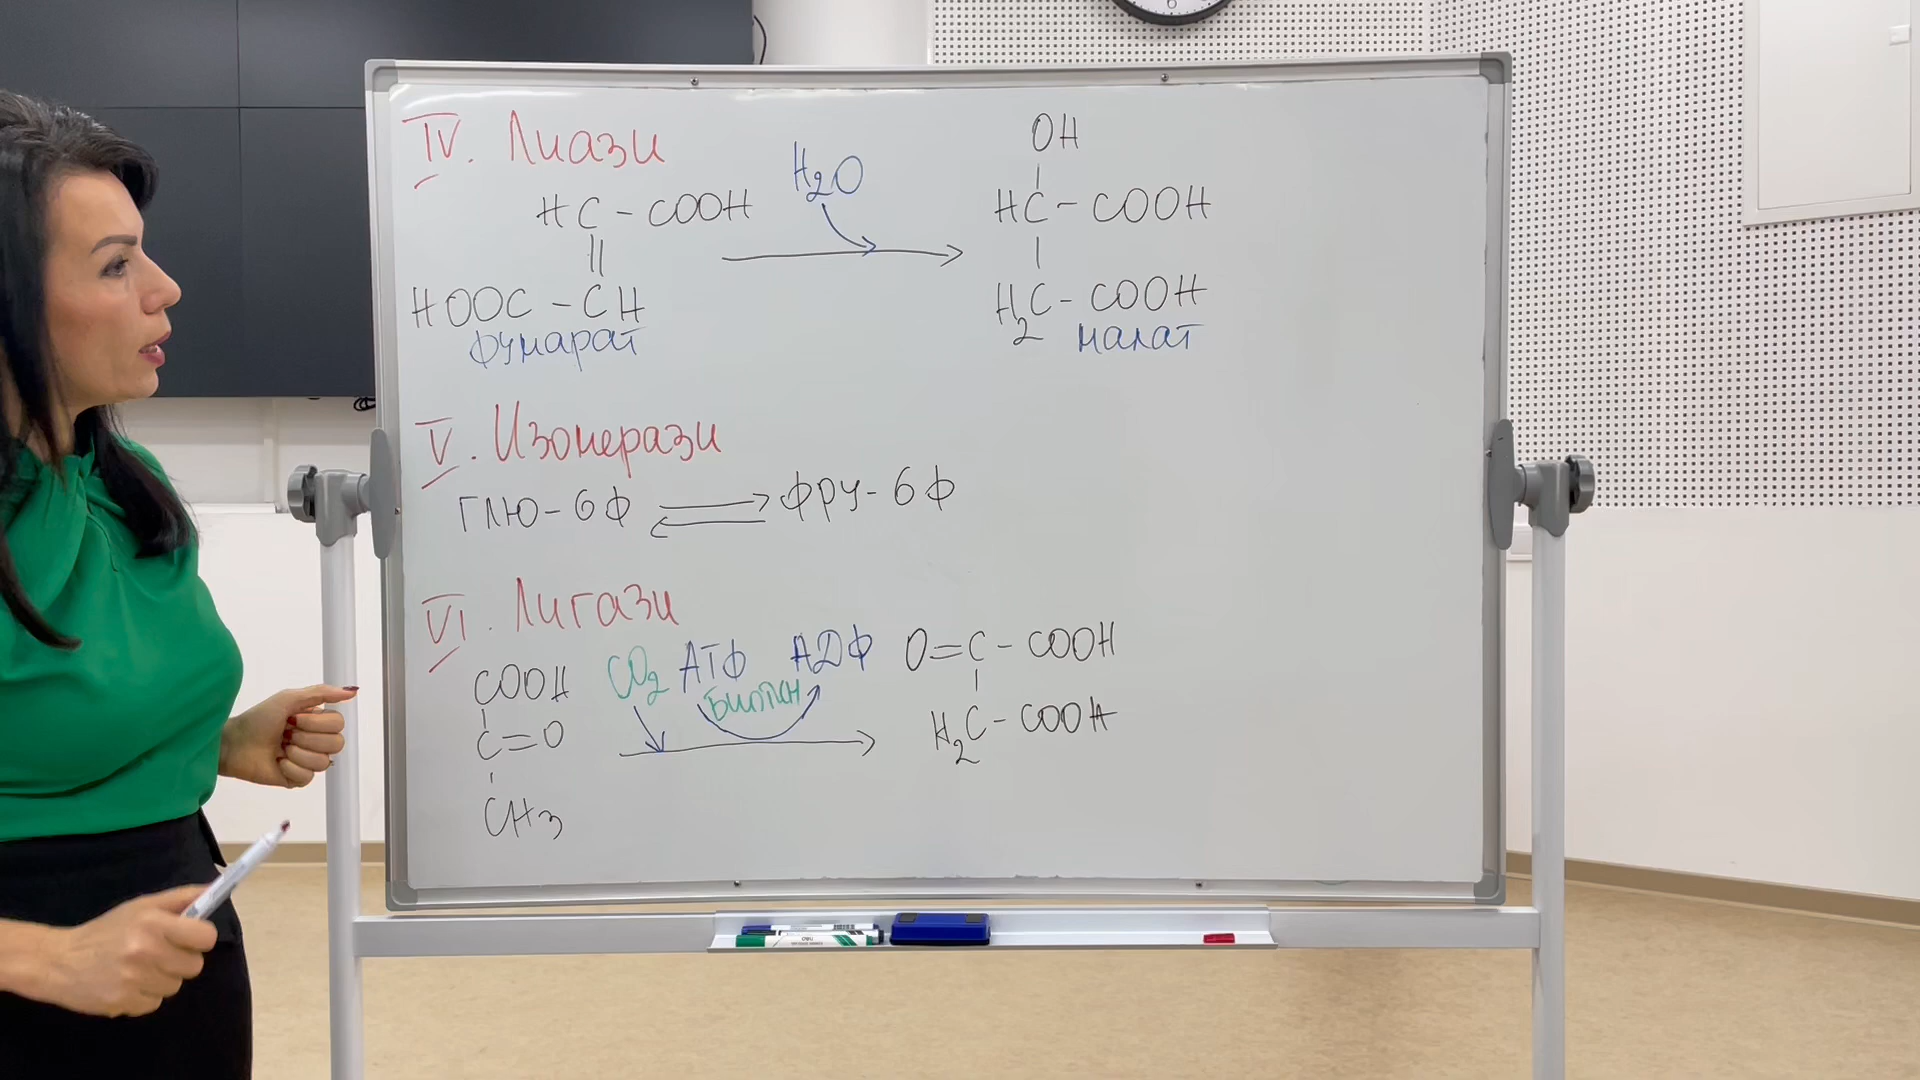 IV. Лиази
HC - COOH
||
HOOC - CH
фумарат
H2O
OH
|
HC - COOH
|
H2C - COOH
малат
V. Изомерази
ГЛЮ-6Ф ⇄ ФРУ-6Ф
VI. Лигази
COOH
|
C=O
|
CH3
CO2 АТФ АДФ
БИОТИН
O=C - COOH
|
H2C - COOH